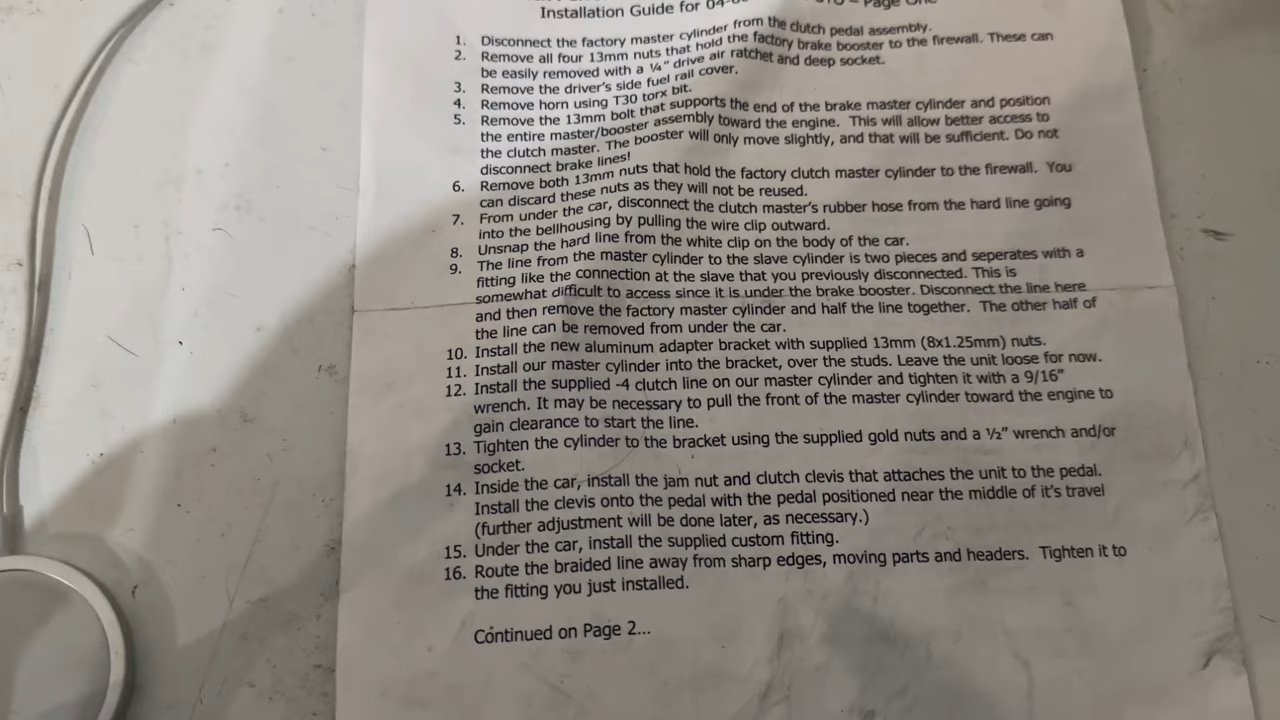 Installation Guide for 04- – Page One
1. Disconnect the factory master cylinder from the clutch pedal assembly.
2. Remove all four 13mm nuts that hold the factory brake booster to the firewall. These can
be easily removed with a ¼” drive air ratchet and deep socket.
3. Remove the driver’s side fuel rail cover.
4. Remove horn using T30 torx bit.
5. Remove the 13mm bolt that supports the end of the brake master cylinder and position
the entire master/booster assembly toward the engine. This will allow better access to
the clutch master. The booster will only move slightly, and that will be sufficient. Do not
disconnect brake lines!
6. Remove both 13mm nuts that hold the factory clutch master cylinder to the firewall. You
can discard these nuts as they will not be reused.
7. From under the car, disconnect the clutch master’s rubber hose from the hard line going
into the bellhousing by pulling the wire clip outward.
8. Unsnap the hard line from the white clip on the body of the car.
9. The line from the master cylinder to the slave cylinder is two pieces and seperates with a
fitting like the connection at the slave that you previously disconnected. This is
somewhat difficult to access since it is under the brake booster. Disconnect the line here
and then remove the factory master cylinder and half the line together. The other half of
the line can be removed from under the car.
10. Install the new aluminum adapter bracket with supplied 13mm (8x1.25mm) nuts.
11. Install our master cylinder into the bracket, over the studs. Leave the unit loose for now.
12. Install the supplied -4 clutch line on our master cylinder and tighten it with a 9/16”
wrench. It may be necessary to pull the front of the master cylinder toward the engine to
gain clearance to start the line.
13. Tighten the cylinder to the bracket using the supplied gold nuts and a ½” wrench and/or
socket.
14. Inside the car, install the jam nut and clutch clevis that attaches the unit to the pedal.
Install the clevis onto the pedal with the pedal positioned near the middle of it’s travel
(further adjustment will be done later, as necessary.)
15. Under the car, install the supplied custom fitting.
16. Route the braided line away from sharp edges, moving parts and headers. Tighten it to
the fitting you just installed.
Continued on Page 2...